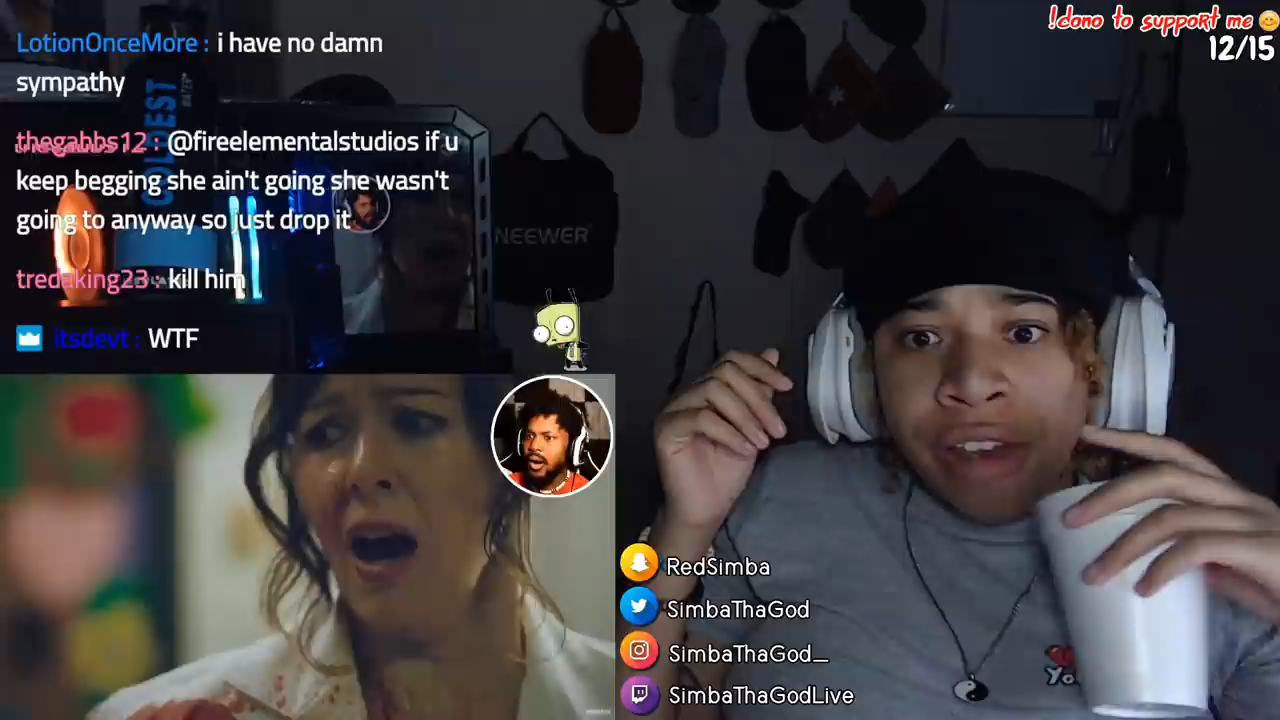 !dono to support me
12/15
LotionOnceMore : i have no damn
sympathy
thegabbs12 : @fireelementalstudios if u
keep begging she ain't going she wasn't
going to anyway so just drop it
tredaking23 : kill him
itsdevt : WTF
COLDEST
WATER
NEEWER
RedSimba
SimbaThaGod
SimbaThaGod_
SimbaThaGodLive